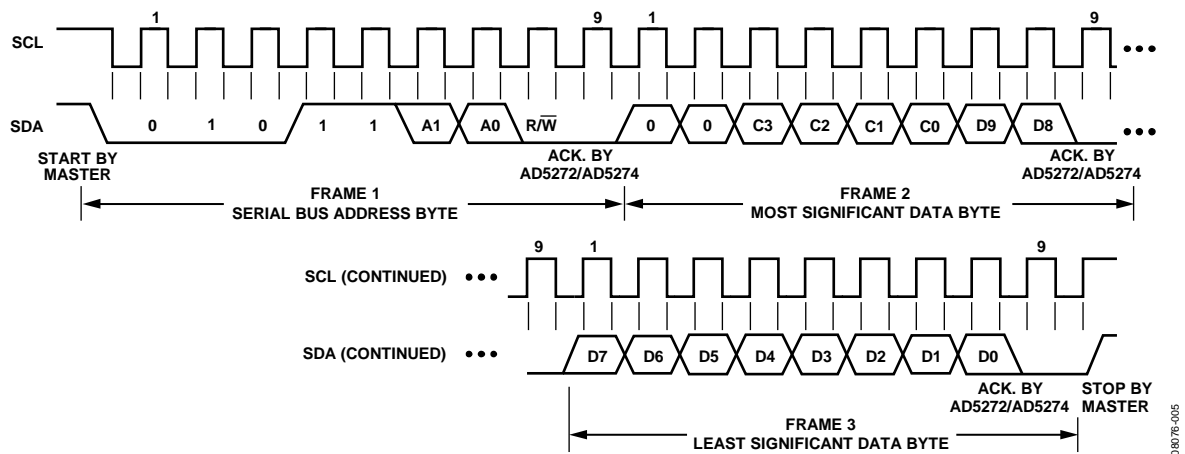 1 9 1 9
SCL
SDA 0 1 0 1 1 A1 A0 R/W̅ 0 0 C3 C2 C1 C0 D9 D8
START BY
MASTER
ACK. BY
AD5272/AD5274
ACK. BY
AD5272/AD5274
FRAME 1
SERIAL BUS ADDRESS BYTE
FRAME 2
MOST SIGNIFICANT DATA BYTE
9 1 9
SCL (CONTINUED)
SDA (CONTINUED) D7 D6 D5 D4 D3 D2 D1 D0
ACK. BY
AD5272/AD5274
STOP BY
MASTER
FRAME 3
LEAST SIGNIFICANT DATA BYTE
08076-005